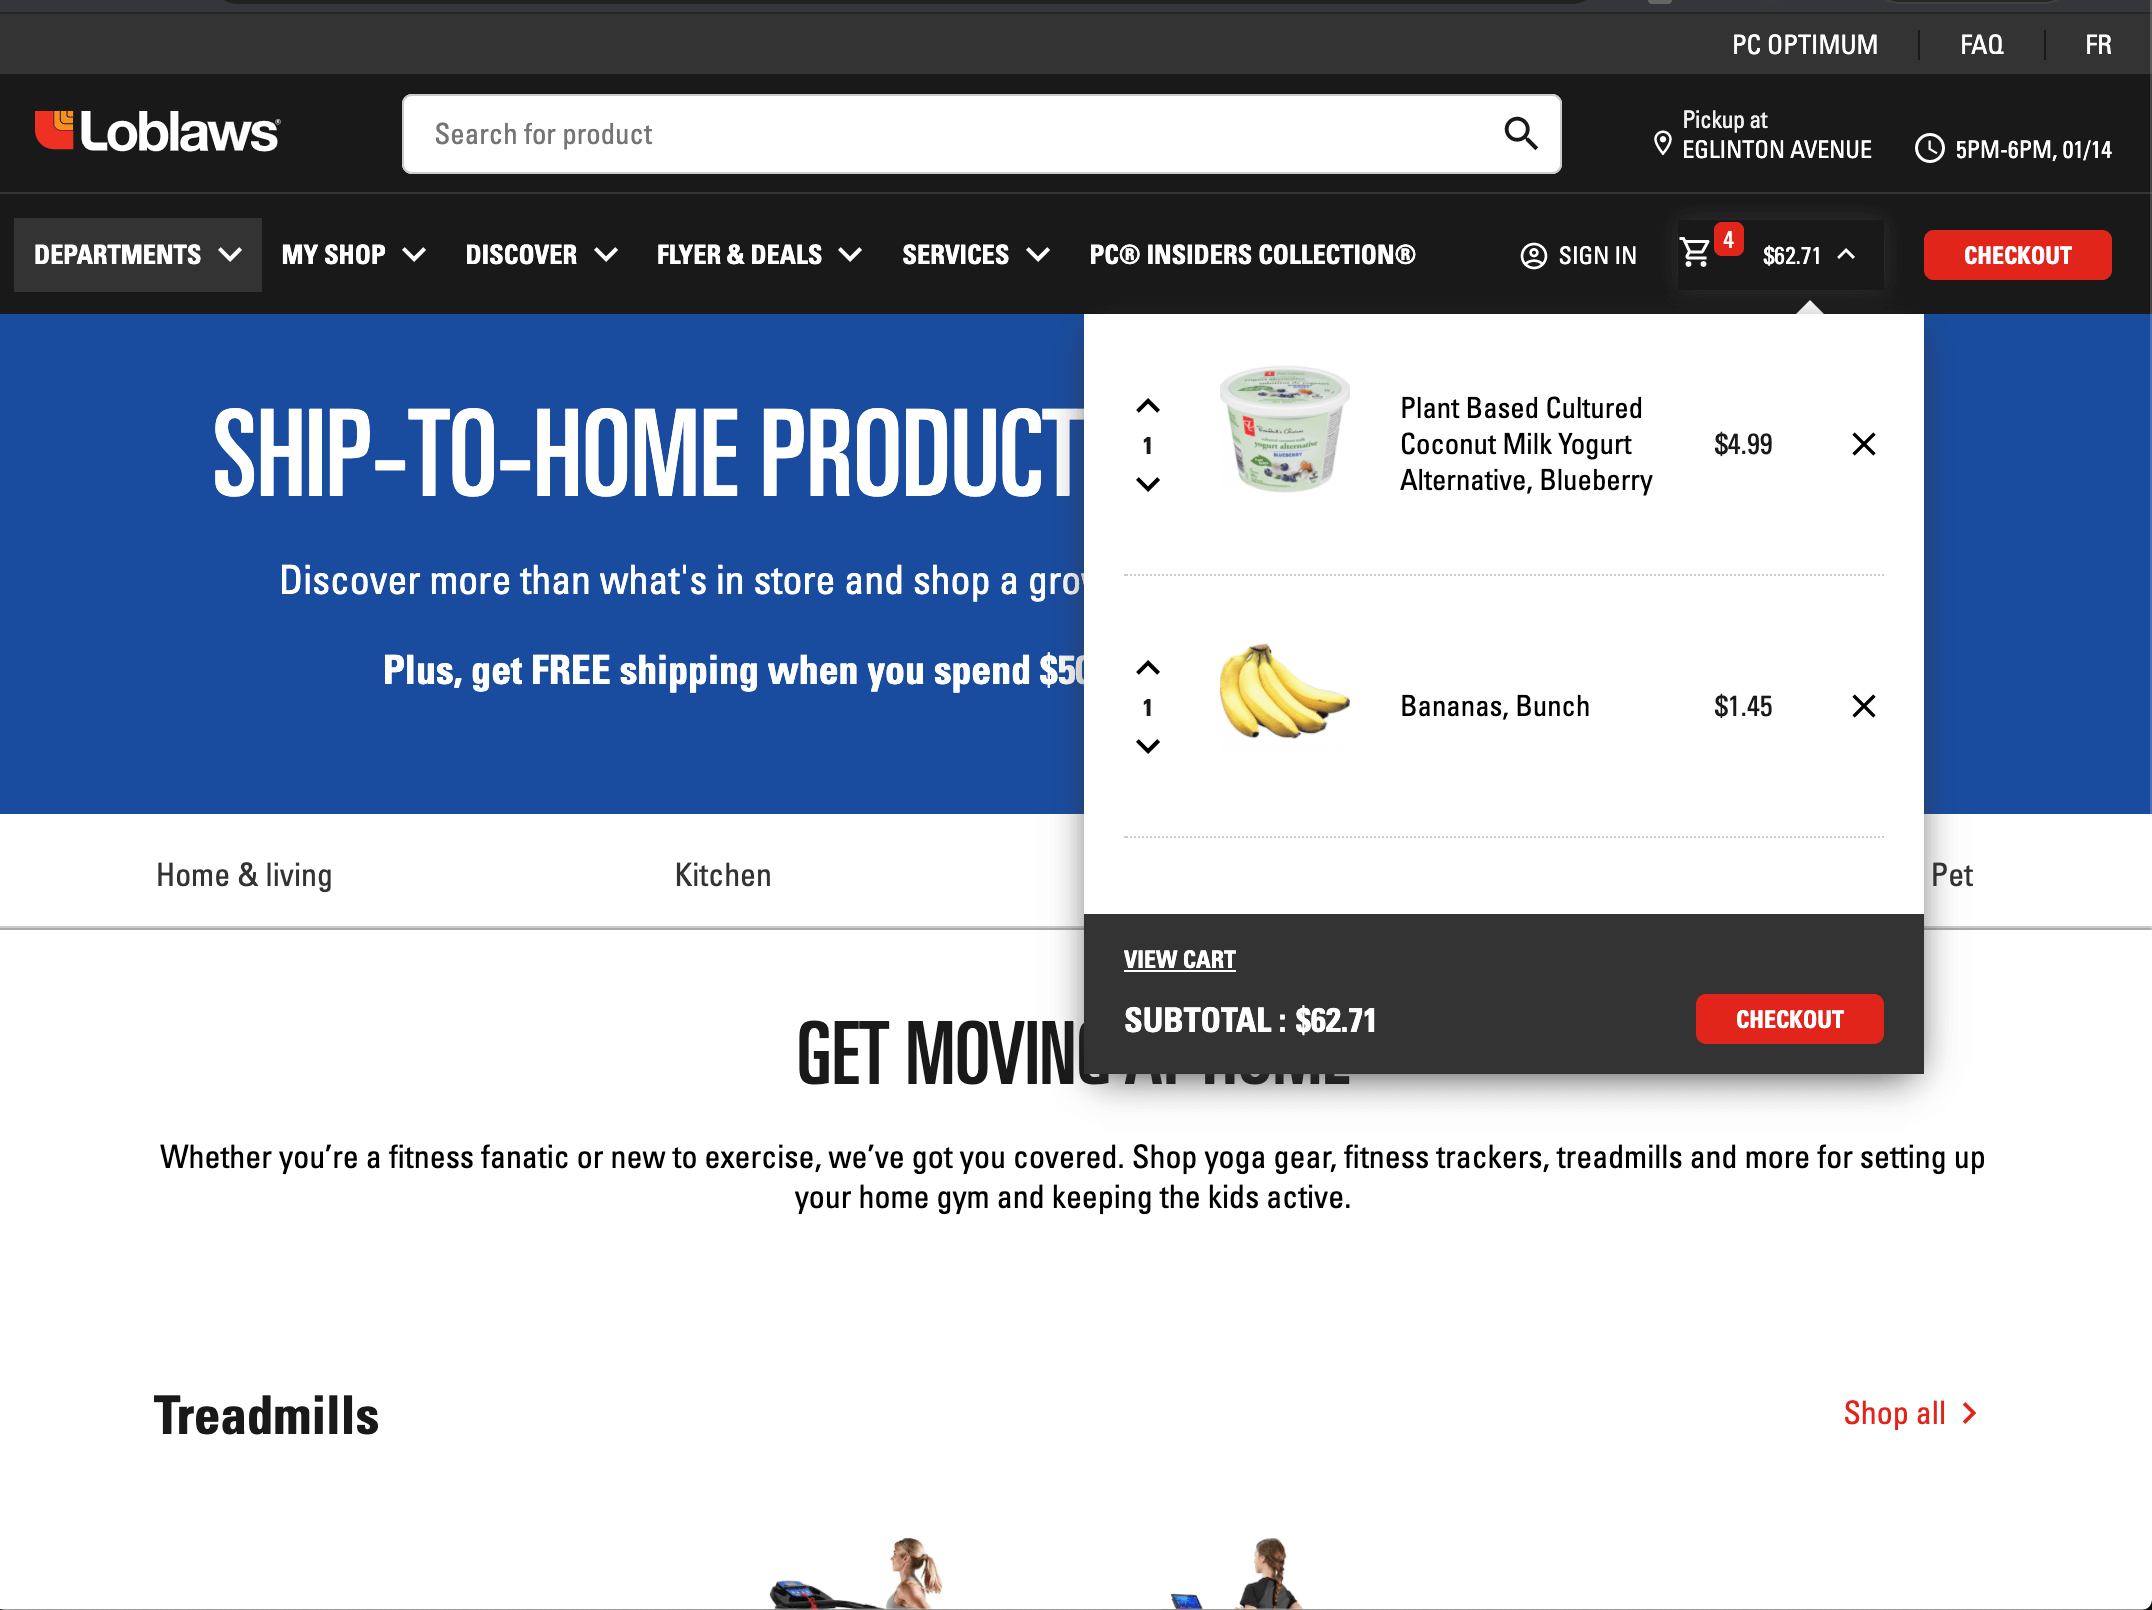 PC OPTIMUM
FAQ
FR
Loblaws
Search for product
Pickup at
EGLINTON AVENUE
5PM-6PM, 01/14
DEPARTMENTS
MY SHOP
DISCOVER
FLYER & DEALS
SERVICES
PC® INSIDERS COLLECTION®
SIGN IN
4
$62.71
CHECKOUT
SHIP-TO-HOME PRODUCT
Discover more than what's in store and shop a
Plus, get FREE shipping when you spend
1
yogurt alternative
BLUEBERRY
Plant Based Cultured
Coconut Milk Yogurt
Alternative, Blueberry
$4.99
1
Bananas, Bunch
$1.45
VIEW CART
SUBTOTAL : $62.71
CHECKOUT
Home & living
Kitchen
Pet
GET MOVING AT HOME
Whether you’re a fitness fanatic or new to exercise, we’ve got you covered. Shop yoga gear, fitness trackers, treadmills and more for setting up
your home gym and keeping the kids active.
Treadmills
Shop all